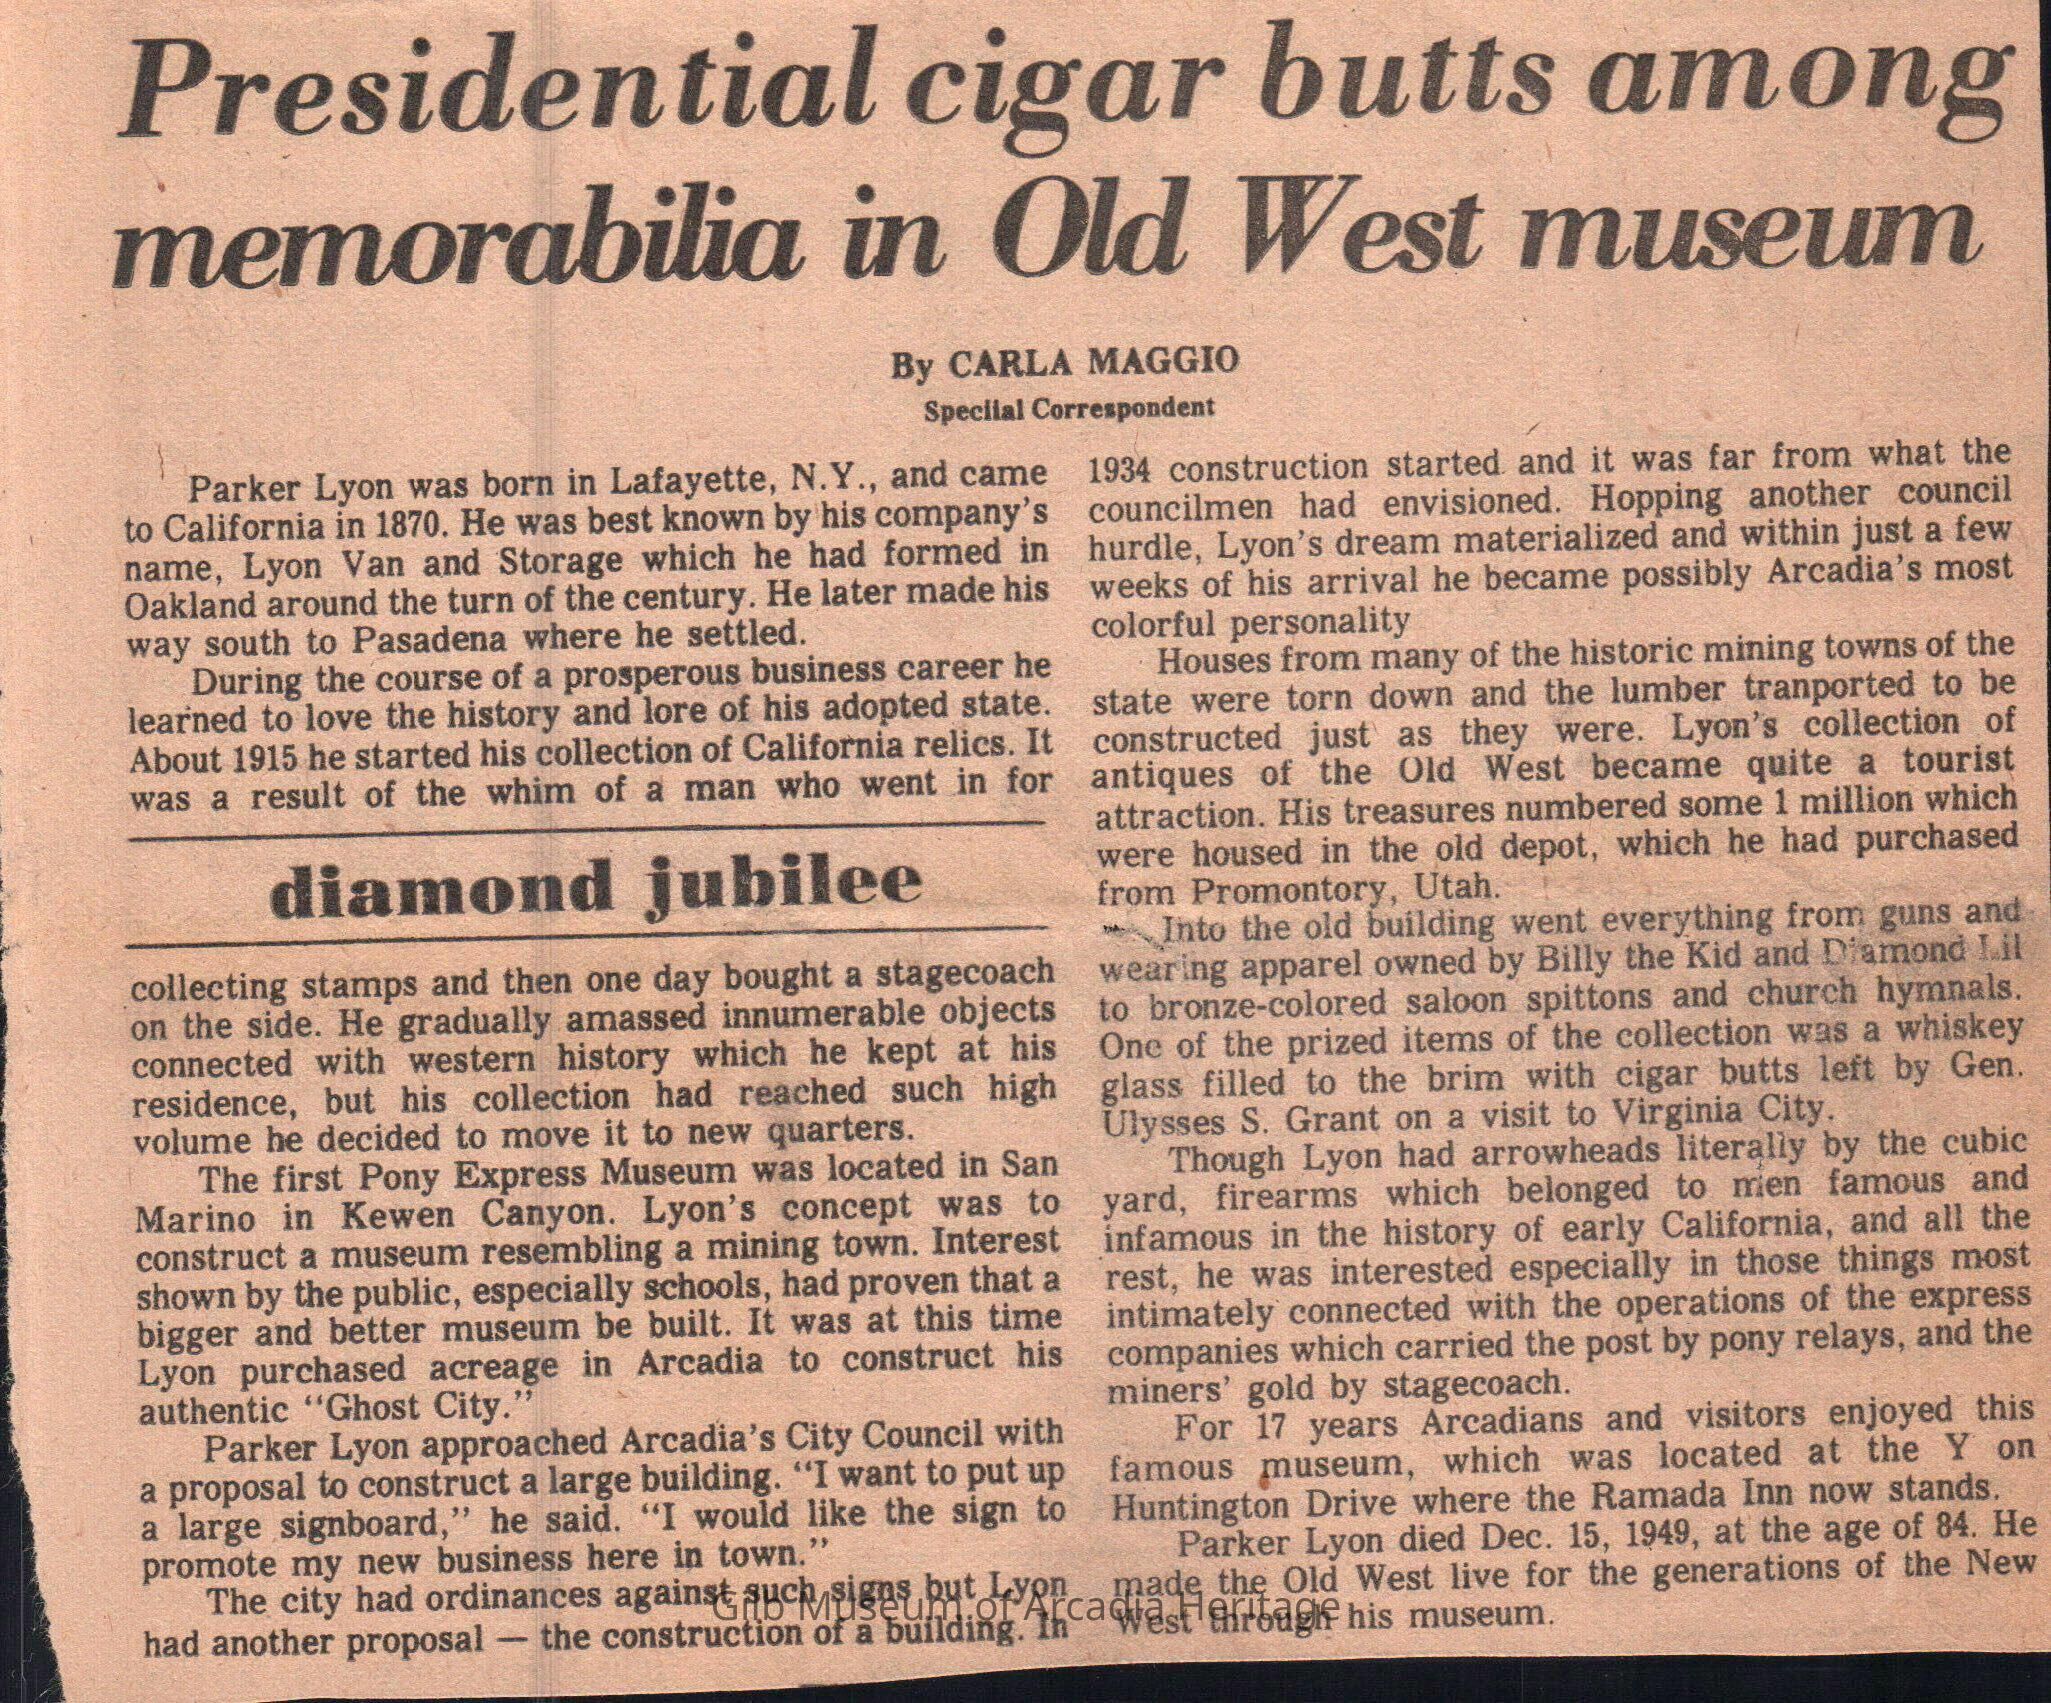 Presidential cigar butts among
memorabilia in Old West museum
By CARLA MAGGIO
Speciial Correspondent
Parker Lyon was born in Lafayette, N.Y., and came
to California in 1870. He was best known by his company's
name, Lyon Van and Storage which he had formed in
Oakland around the turn of the century. He later made his
way south to Pasadena where he settled.
During the course of a prosperous business career he
learned to love the history and lore of his adopted state.
About 1915 he started his collection of California relics. It
was a result of the whim of a man who went in for
diamond jubilee
collecting stamps and then one day bought a stagecoach
on the side. He gradually amassed innumerable objects
connected with western history which he kept at his
residence, but his collection had reached such high
volume he decided to move it to new quarters.
The first Pony Express Museum was located in San
Marino in Kewen Canyon. Lyon's concept was to
construct a museum resembling a mining town. Interest
shown by the public, especially schools, had proven that a
bigger and better museum be built. It was at this time
Lyon purchased acreage in Arcadia to construct his
authentic "Ghost City."
Parker Lyon approached Arcadia's City Council with
a proposal to construct a large building. "I want to put up
a large signboard," he said. "I would like the sign to
promote my new business here in town."
The city had ordinances against such signs but Lyon
had another proposal — the construction of a building. In
1934 construction started and it was far from what the
councilmen had envisioned. Hopping another council
hurdle, Lyon's dream materialized and within just a few
weeks of his arrival he became possibly Arcadia's most
colorful personality
Houses from many of the historic mining towns of the
state were torn down and the lumber tranported to be
constructed just as they were. Lyon's collection of
antiques of the Old West became quite a tourist
attraction. His treasures numbered some 1 million which
were housed in the old depot, which he had purchased
from Promontory, Utah.
Into the old building went everything from guns and
wearing apparel owned by Billy the Kid and Diamond Lil
to bronze-colored saloon spittons and church hymnals.
One of the prized items of the collection was a whiskey
glass filled to the brim with cigar butts left by Gen.
Ulysses S. Grant on a visit to Virginia City.
Though Lyon had arrowheads literally by the cubic
yard, firearms which belonged to men famous and
infamous in the history of early California, and all the
rest, he was interested especially in those things most
intimately connected with the operations of the express
companies which carried the post by pony relays, and the
miners' gold by stagecoach.
For 17 years Arcadians and visitors enjoyed this
famous museum, which was located at the Y on
Huntington Drive where the Ramada Inn now stands.
Parker Lyon died Dec. 15, 1949, at the age of 84. He
made the Old West live for the generations of the New
West through his museum.
Gilb Museum of Arcadia Heritage